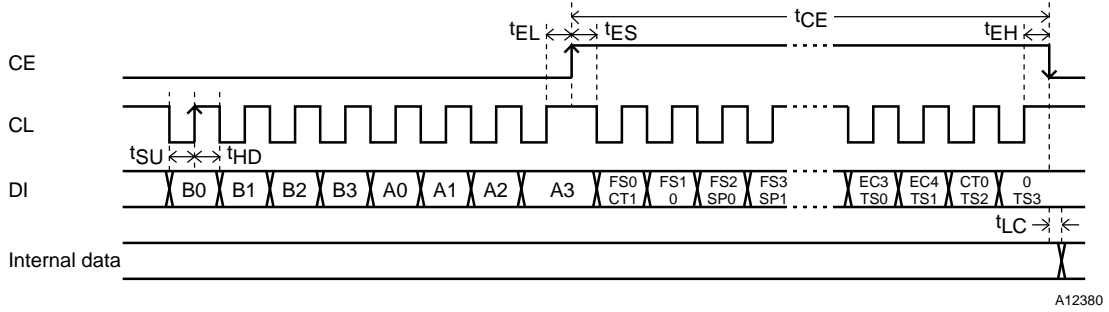 tCE
tEL tES tEH
CE
CL
tSU tHD
DI B0 B1 B2 B3 A0 A1 A2 A3 FS0 FS1 FS2 FS3 EC3 EC4 CT0 0
CT1 0 SP0 SP1 TS0 TS1 TS2 TS3
tLC
Internal data
A12380